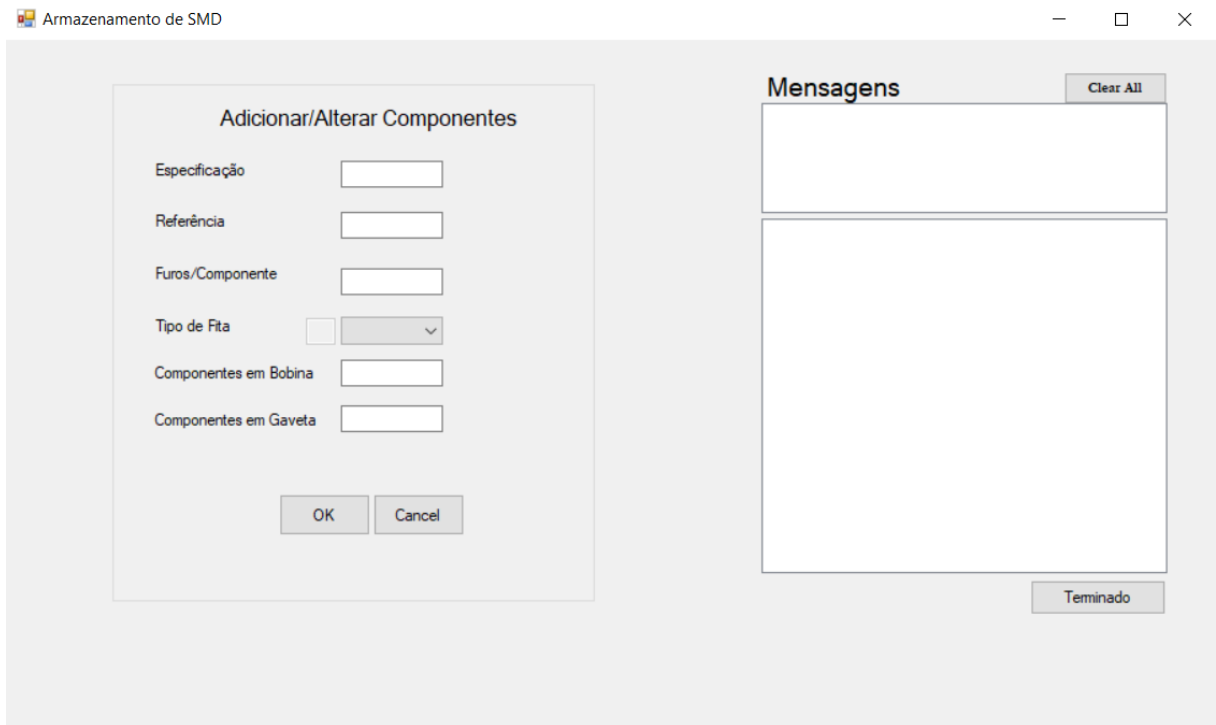 Armazenamento de SMD
Adicionar/Alterar Componentes
Especificação
Referência
Furos/Componente
Tipo de Fita
Componentes em Bobina
Componentes em Gaveta
OK
Cancel
Mensagens
Clear All
Terminado